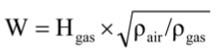 W = H_gas × √(ρ_air/ρ_gas)